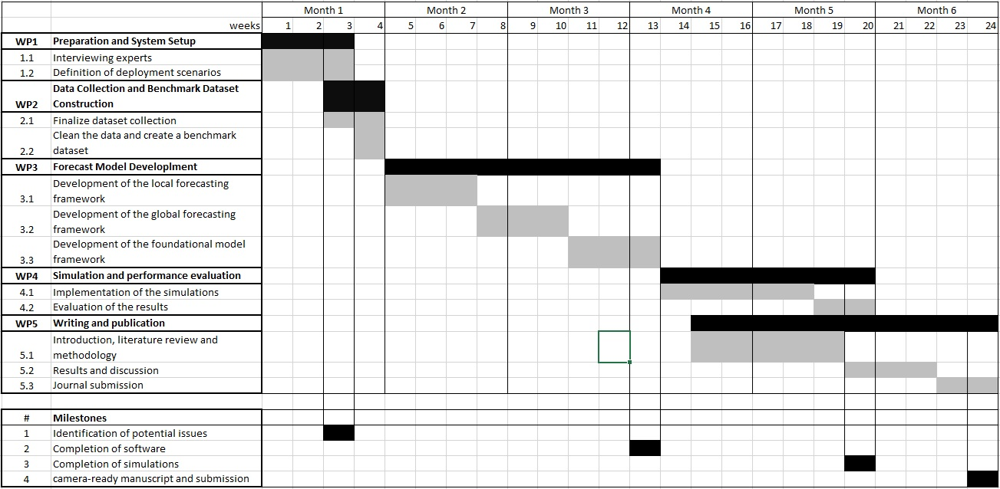 Month 1 Month 2 Month 3 Month 4 Month 5 Month 6
weeks 1 2 3 4 5 6 7 8 9 10 11 12 13 14 15 16 17 18 19 20 21 22 23 24
WP1 Preparation and System Setup
1.1 Interviewing experts
1.2 Definition of deployment scenarios
Data Collection and Benchmark Dataset
WP2 Construction
2.1 Finalize dataset collection
Clean the data and create a benchmark
2.2 dataset
WP3 Forecast Model Developlment
Development of the local forecasting
3.1 framework
Development of the global forecasting
3.2 framework
Development of the foundational model
3.3 framework
WP4 Simulation and performance evaluation
4.1 Implementation of the simulations
4.2 Evaluation of the results
WP5 Writing and publication
Introduction, literature review and
5.1 methodology
5.2 Results and discussion
5.3 Journal submission
# Milestones
1 Identification of potential issues
2 Completion of software
3 Completion of simulations
4 camera-ready manuscript and submission